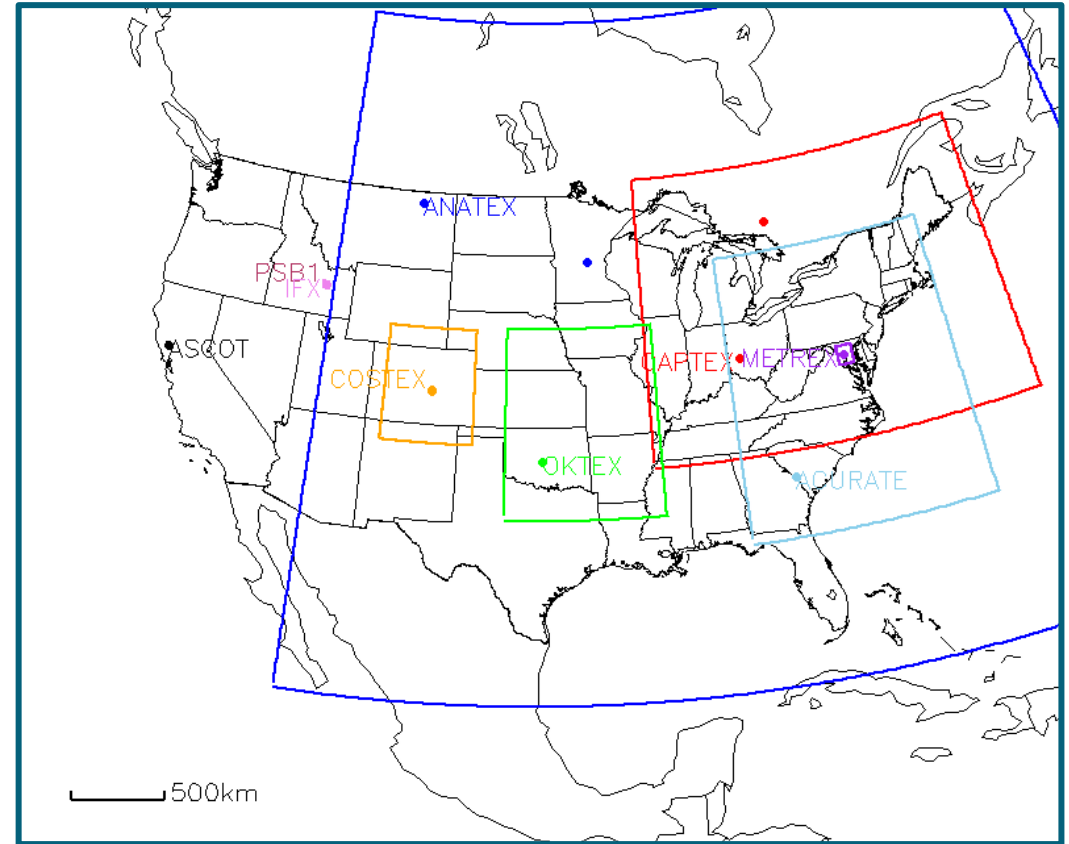 ANATEX
PSB1
IFX
ASCOT
COSTEX
CAPTEX
METREX
OKTEX
ACURATE
500km